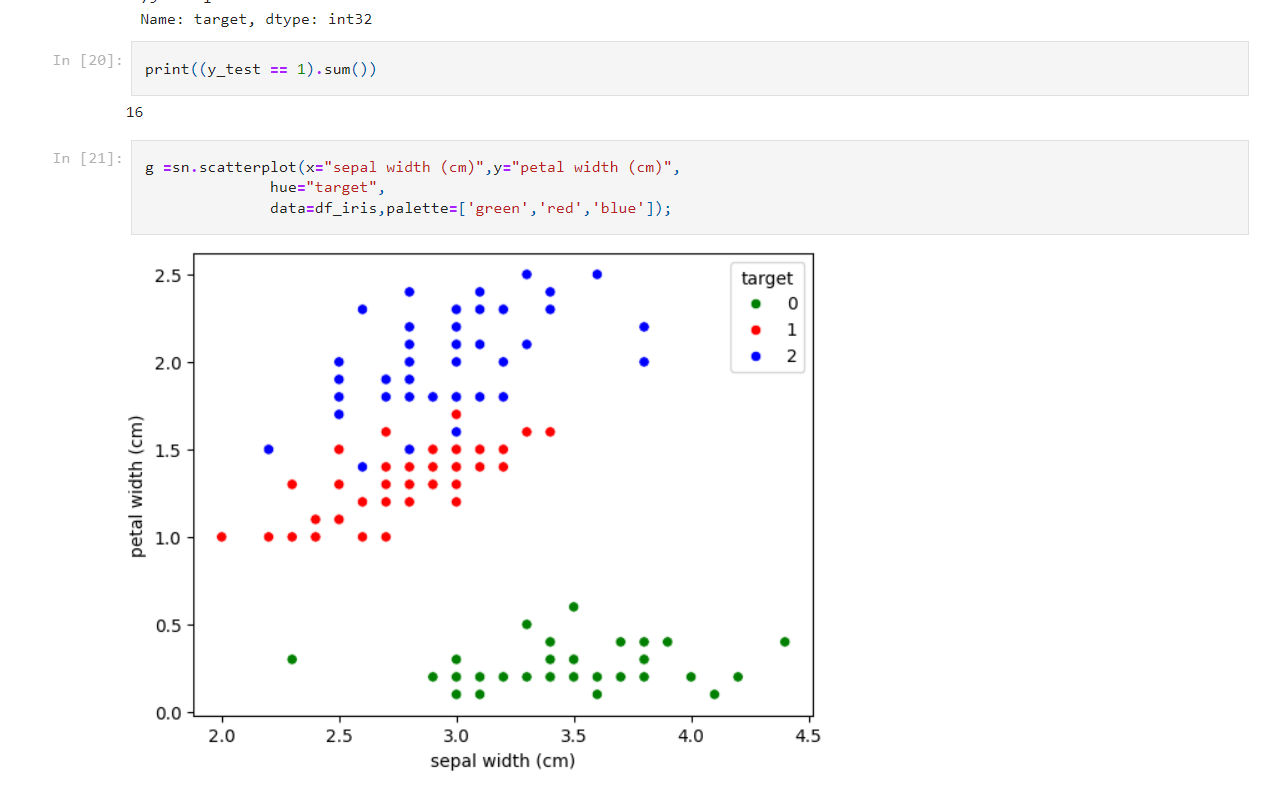 Name: target, dtype: int32
In [20]:
print((y_test == 1).sum())
16
In [21]:
g =sn.scatterplot(x="sepal width (cm)",y="petal width (cm)",
hue="target",
data=df_iris,palette=['green','red','blue']);
target
0
1
2
2.5
2.0
1.5
1.0
0.5
0.0
petal width (cm)
2.0 2.5 3.0 3.5 4.0 4.5
sepal width (cm)